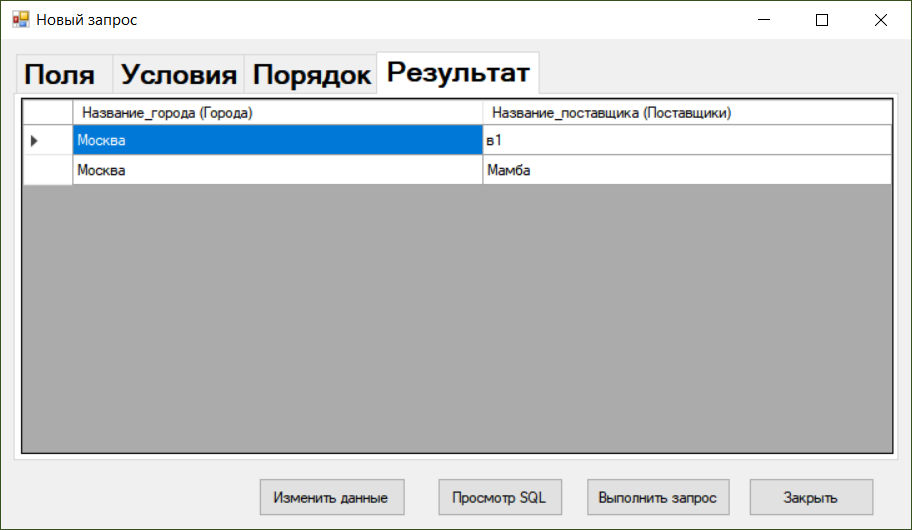 Новый запрос
Поля Условия Порядок Результат
Название_города (Города) Название_поставщика (Поставщики)
Москва в1
Москва Мамба
Изменить данные Просмотр SQL Выполнить запрос Закрыть